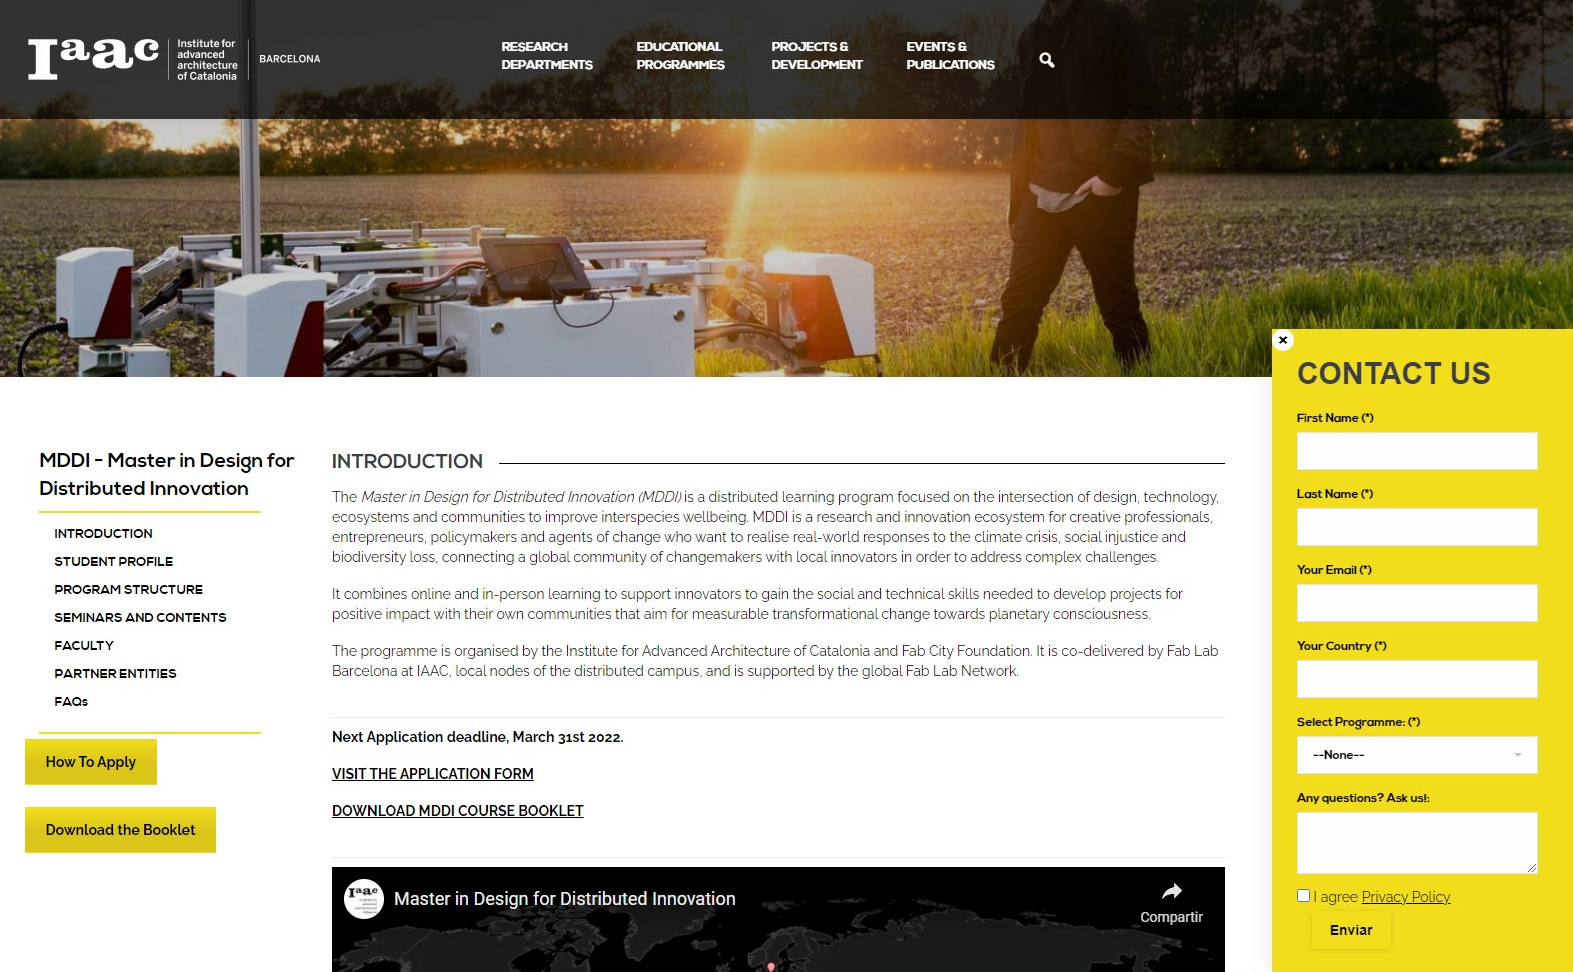 Iaac
Institute for
advanced
architecture
of Catalonia
BARCELONA
RESEARCH
DEPARTMENTS
EDUCATIONAL
PROGRAMMES
PROJECTS &
DEVELOPMENT
EVENTS &
PUBLICATIONS
MDDI - Master in Design for
Distributed Innovation
INTRODUCTION
STUDENT PROFILE
PROGRAM STRUCTURE
SEMINARS AND CONTENTS
FACULTY
PARTNER ENTITIES
FAQs
How To Apply
Download the Booklet
INTRODUCTION
The Master in Design for Distributed Innovation (MDDI) is a distributed learning program focused on the intersection of design, technology,
ecosystems and communities to improve interspecies wellbeing. MDDI is a research and innovation ecosystem for creative professionals,
entrepreneurs, policymakers and agents of change who want to realise real-world responses to the climate crisis, social injustice and
biodiversity loss, connecting a global community of changemakers with local innovators in order to address complex challenges.
It combines online and in-person learning to support innovators to gain the social and technical skills needed to develop projects for
positive impact with their own communities that aim for measurable transformational change towards planetary consciousness.
The programme is organised by the Institute for Advanced Architecture of Catalonia and Fab City Foundation. It is co-delivered by Fab Lab
Barcelona at IAAC, local nodes of the distributed campus, and is supported by the global Fab Lab Network.
Next Application deadline, March 31st 2022.
VISIT THE APPLICATION FORM
DOWNLOAD MDDI COURSE BOOKLET
Iaac
Master in Design for Distributed Innovation
Compartir
CONTACT US
First Name (*)
Last Name (*)
Your Email (*)
Your Country (*)
Select Programme: (*)
--None--
Any questions? Ask us!:
I agree Privacy Policy
Enviar